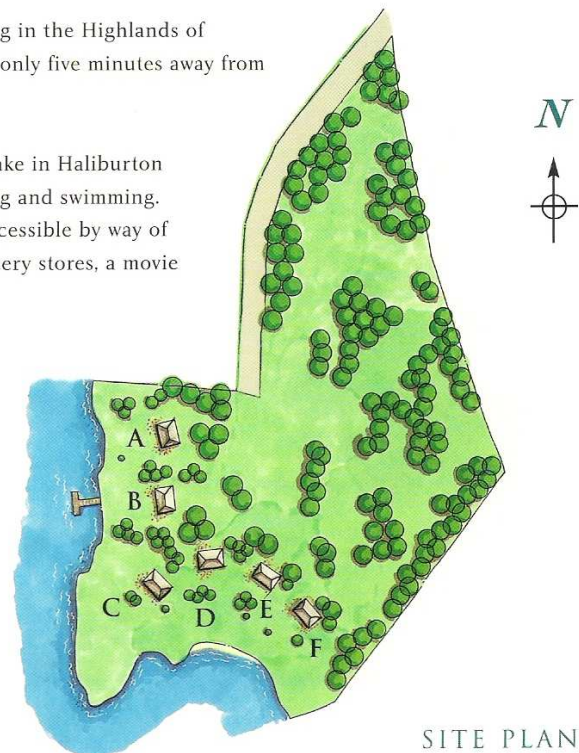 g in the Highlands of
only five minutes away from
ake in Haliburton
g and swimming.
cessible by way of
ery stores, a movie
N
A
B
C
D
E
F
SITE PLAN